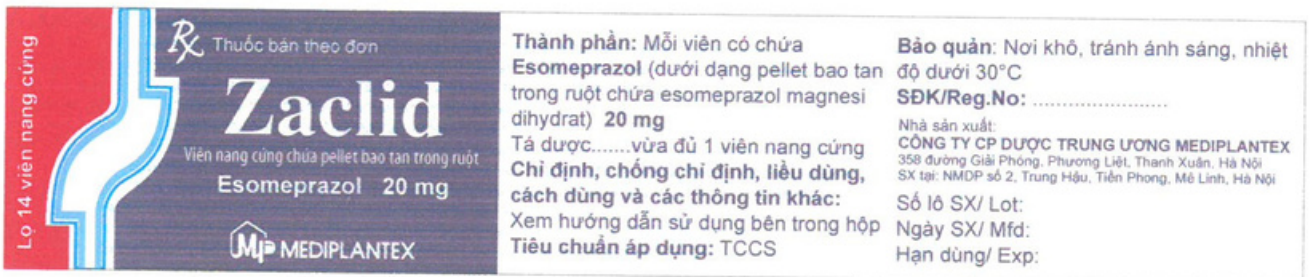 Lọ 14 viên nang cứng
Rx Thuốc bán theo đơn
Zaclid
Viên nang cứng chứa pellet bao tan trong ruột
Esomeprazol 20 mg
MP MEDIPLANTEX
Thành phần: Mỗi viên có chứa
Esomeprazol (dưới dạng pellet bao tan
trong ruột chứa esomeprazol magnesi
dihydrat) 20 mg
Tá dược.......vừa đủ 1 viên nang cứng
Chỉ định, chống chỉ định, liều dùng,
cách dùng và các thông tin khác:
Xem hướng dẫn sử dụng bên trong hộp
Tiêu chuẩn áp dụng: TCCS
Bảo quản: Nơi khô, tránh ánh sáng, nhiệt
độ dưới 30°C
SĐK/Reg.No: ......................
Nhà sản xuất:
CÔNG TY CP DƯỢC TRUNG ƯƠNG MEDIPLANTEX
358 đường Giải Phóng, Phương Liệt, Thanh Xuân, Hà Nội
SX tại: NMDP số 2, Trung Hậu, Tiền Phong, Mê Linh, Hà Nội
Số lô SX/ Lot:
Ngày SX/ Mfd:
Hạn dùng/ Exp: